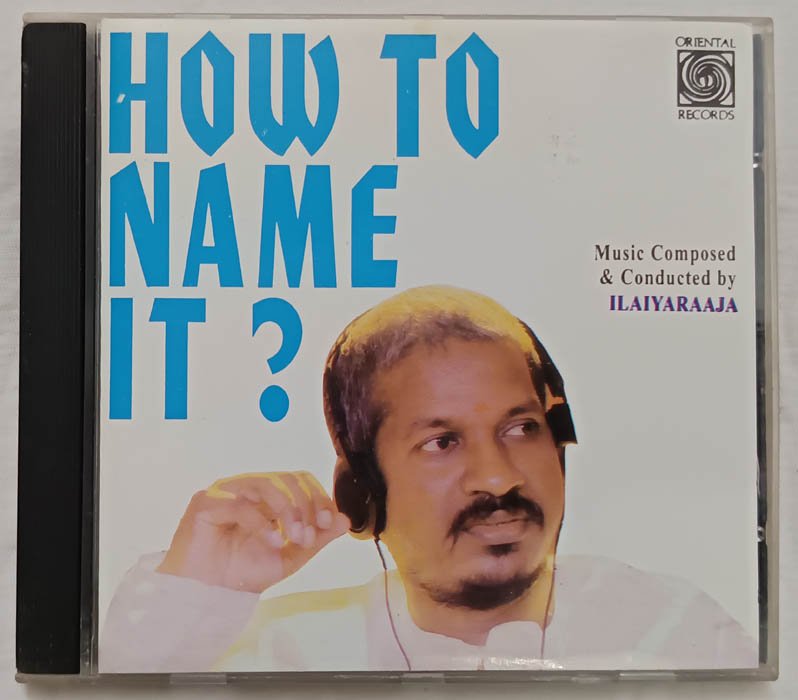 HOW TO
NAME
IT ?
ORIENTAL
RECORDS
Music Composed
& Conducted by
ILAIYARAAJA